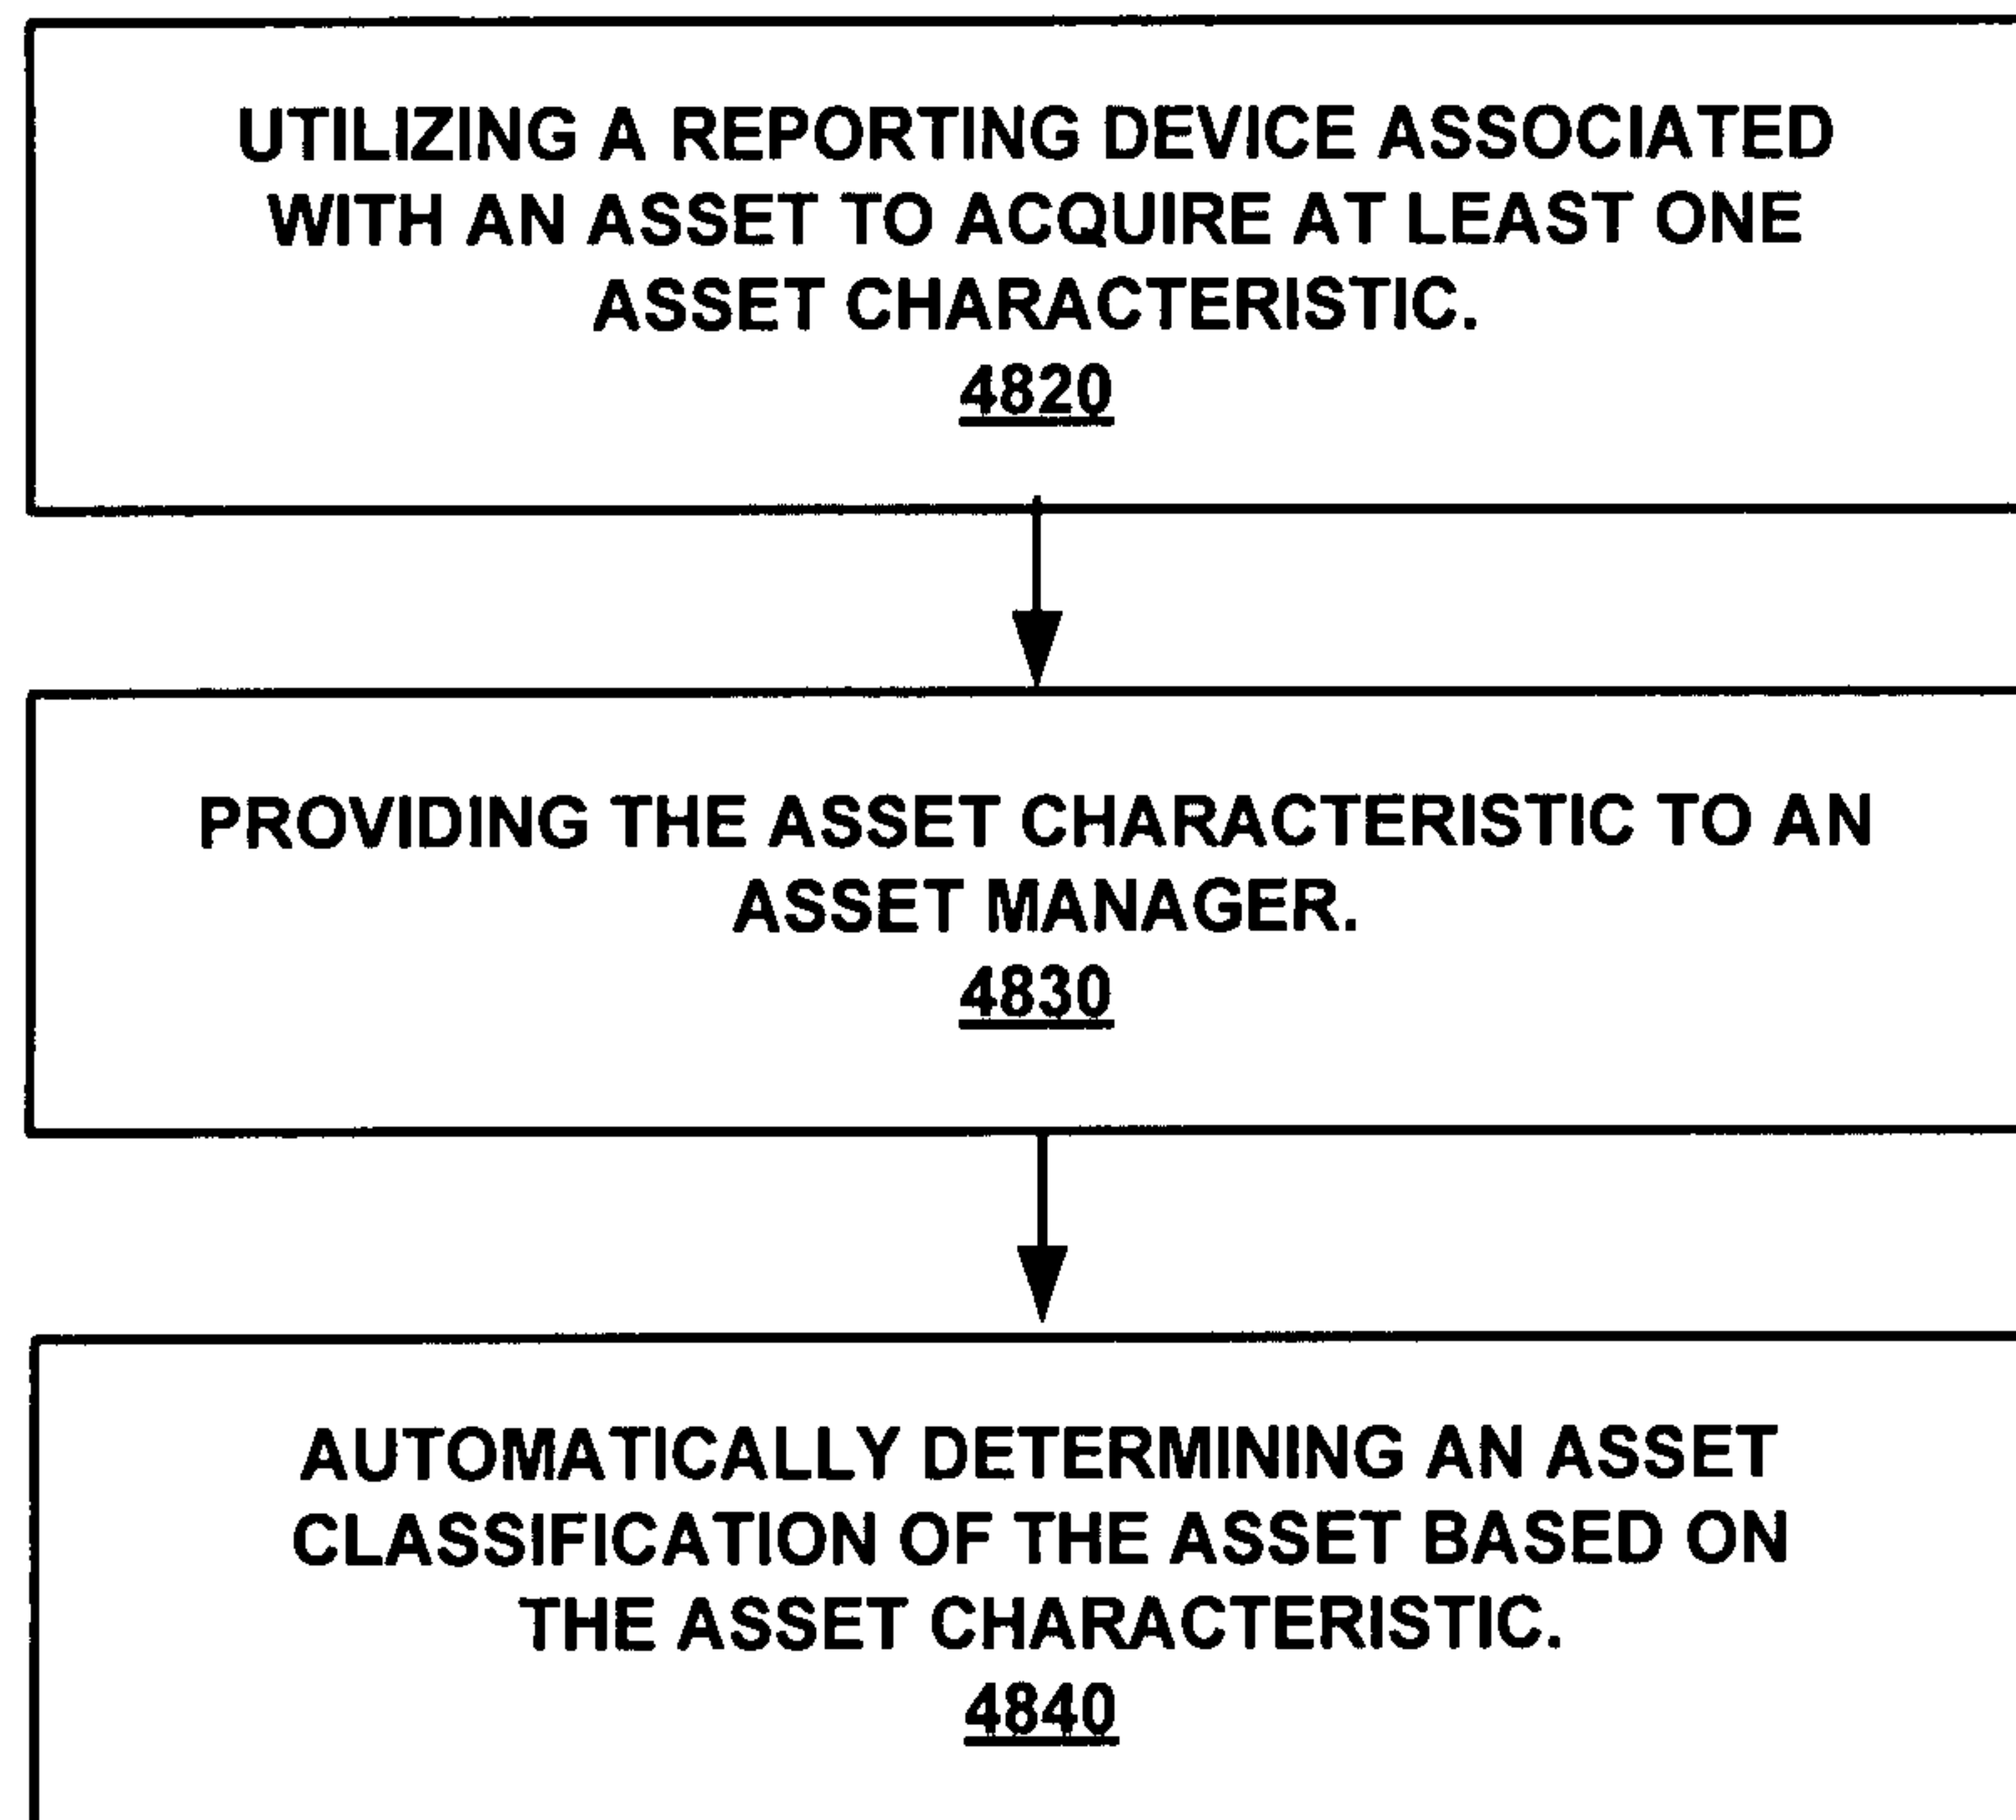 UTILIZING A REPORTING DEVICE ASSOCIATED
WITH AN ASSET TO ACQUIRE AT LEAST ONE
ASSET CHARACTERISTIC.
4820
PROVIDING THE ASSET CHARACTERISTIC TO AN
ASSET MANAGER.
4830
AUTOMATICALLY DETERMINING AN ASSET
CLASSIFICATION OF THE ASSET BASED ON
THE ASSET CHARACTERISTIC.
4840